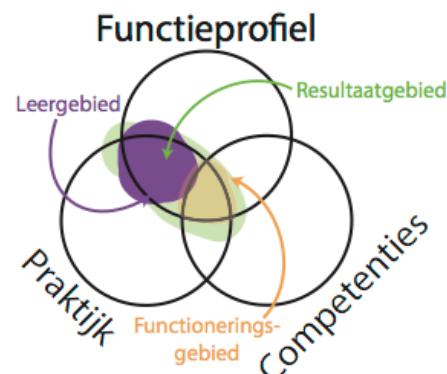 Functieprofiel
Leergebied
Resultaatgebied
Praktijk
Functionerings-
gebied
Competenties